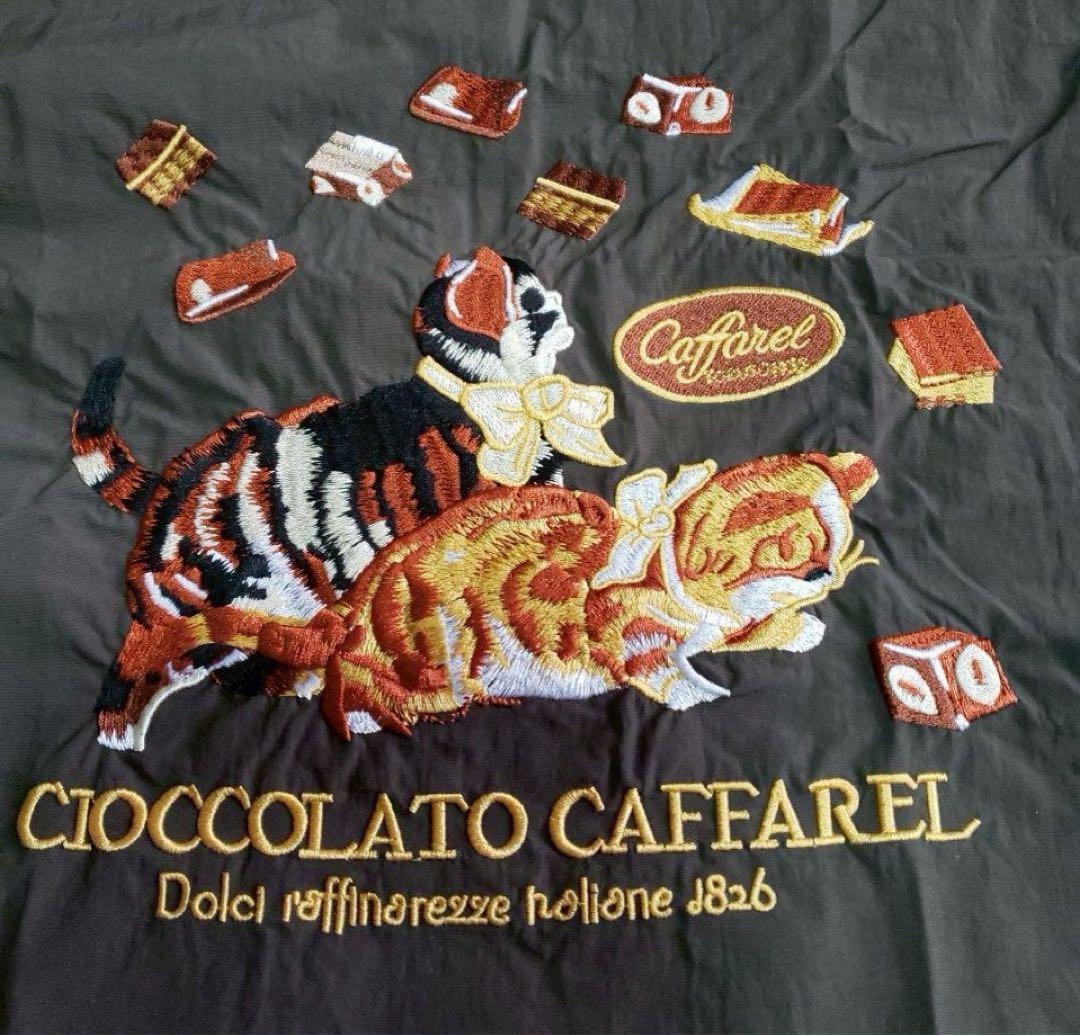 Caffarel
CIOCCOLATO CAFFAREL
Dolci raffinarezze haliane 1826